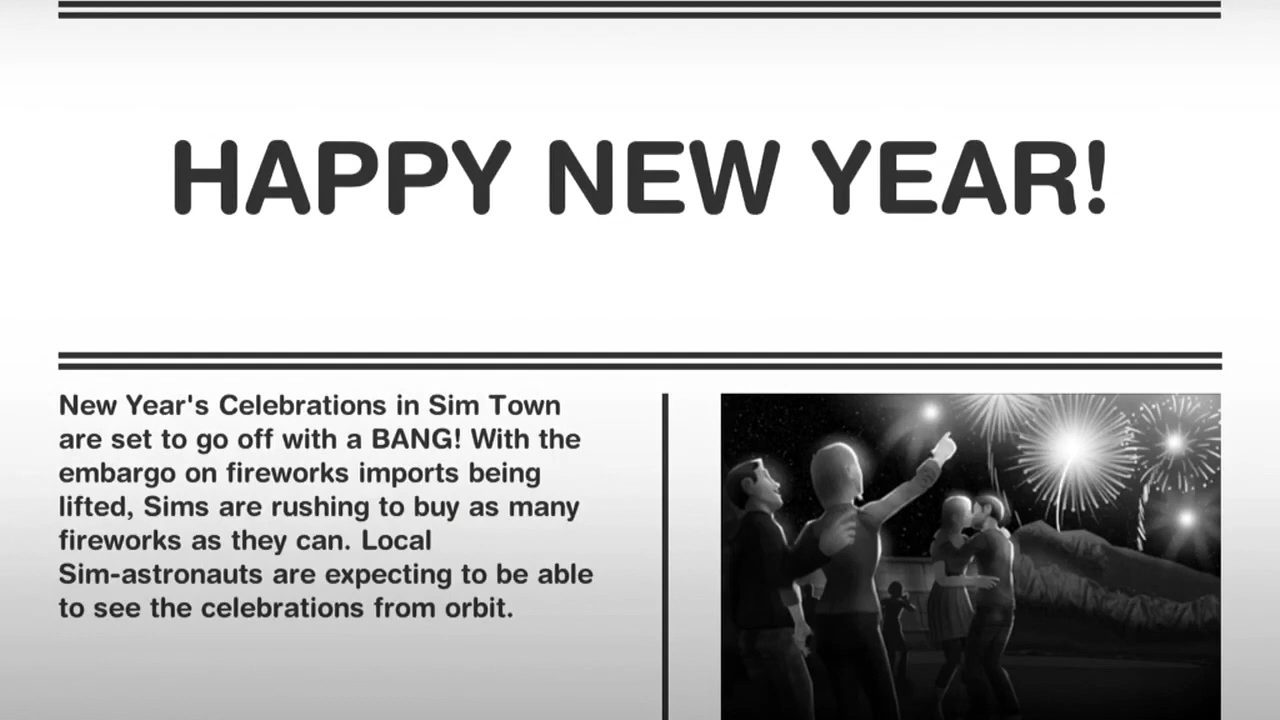 HAPPY NEW YEAR!
New Year's Celebrations in Sim Town
are set to go off with a BANG! With the
embargo on fireworks imports being
lifted, Sims are rushing to buy as many
fireworks as they can. Local
Sim-astronauts are expecting to be able
to see the celebrations from orbit.